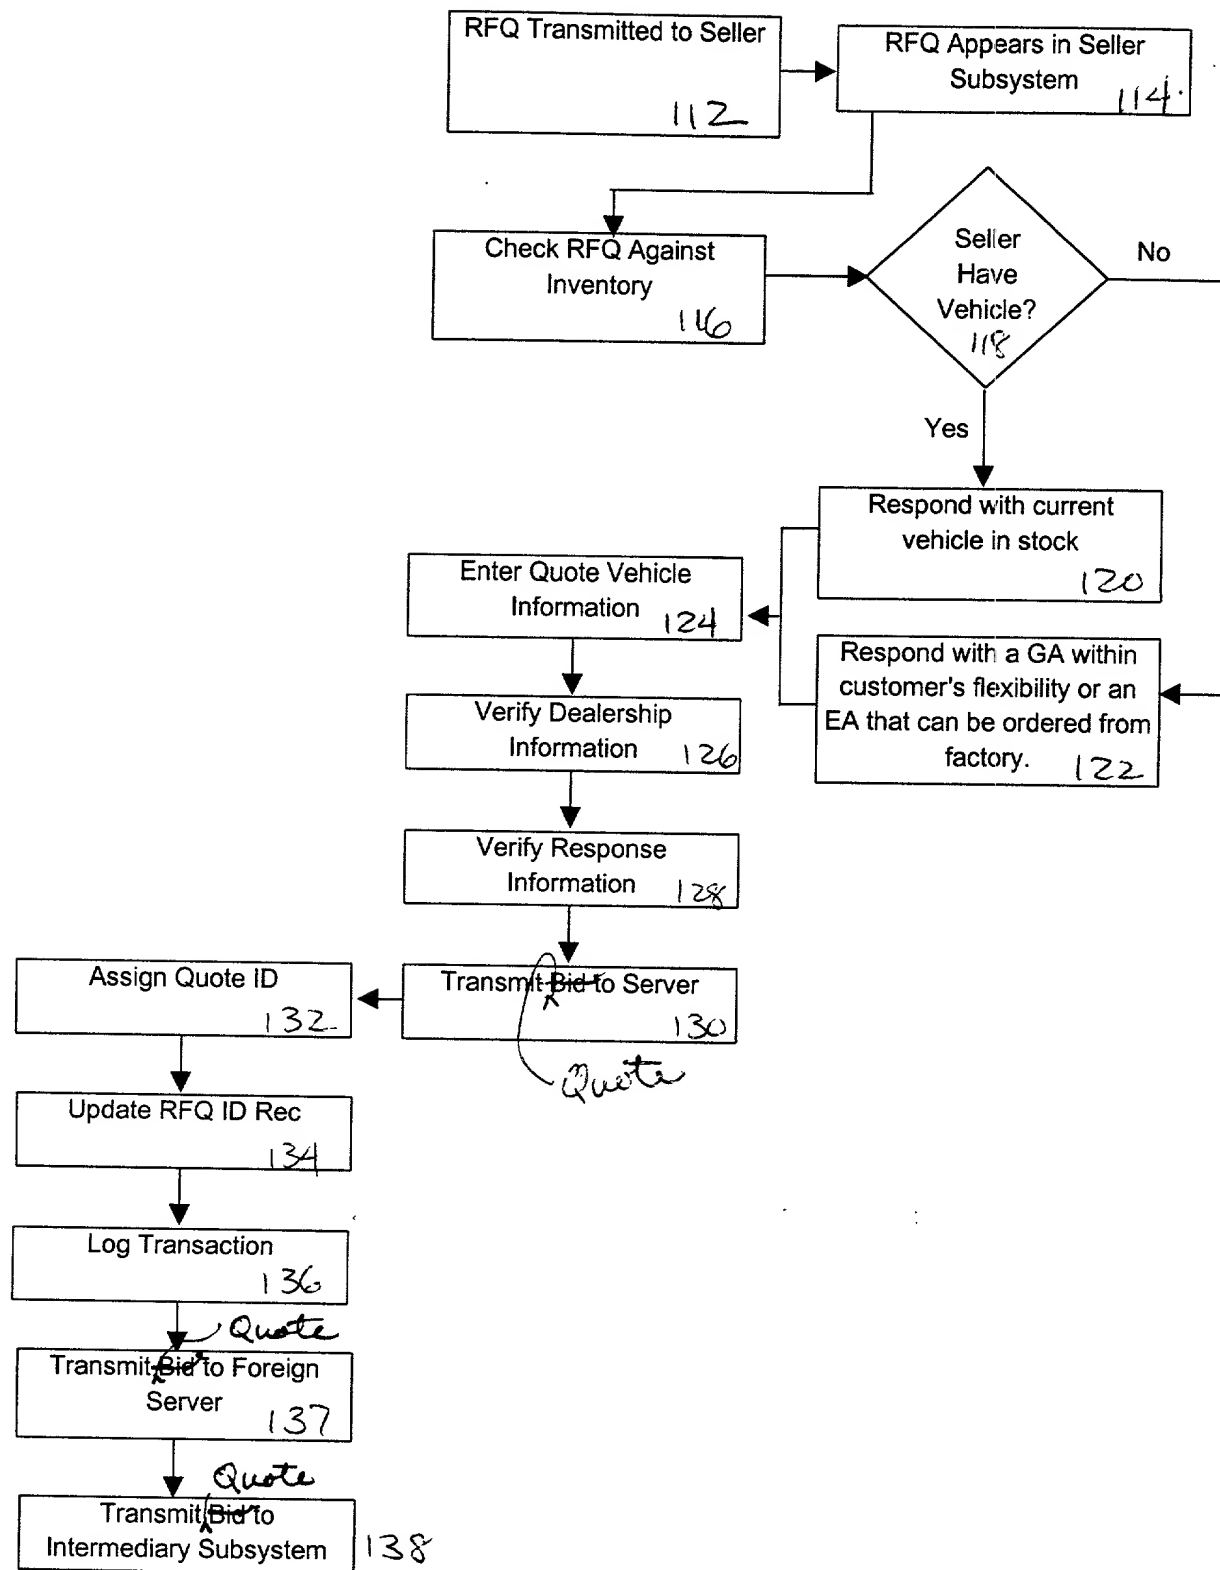 RFQ Transmitted to Seller
112
RFQ Appears in Seller
Subsystem
114.
Check RFQ Against
Inventory
116
Seller
Have
Vehicle?
118
No
Yes
Respond with current
vehicle in stock
120
Respond with a GA within
customer's flexibility or an
EA that can be ordered from
factory.
122
Enter Quote Vehicle
Information
124
Verify Dealership
Information
126
Verify Response
Information
128
Transmit Bid to Server
130
Quote
Assign Quote ID
132
Update RFQ ID Rec
134
Log Transaction
136
Quote
Transmit Bid to Foreign
Server
137
Quote
Transmit Bid to
Intermediary Subsystem
138